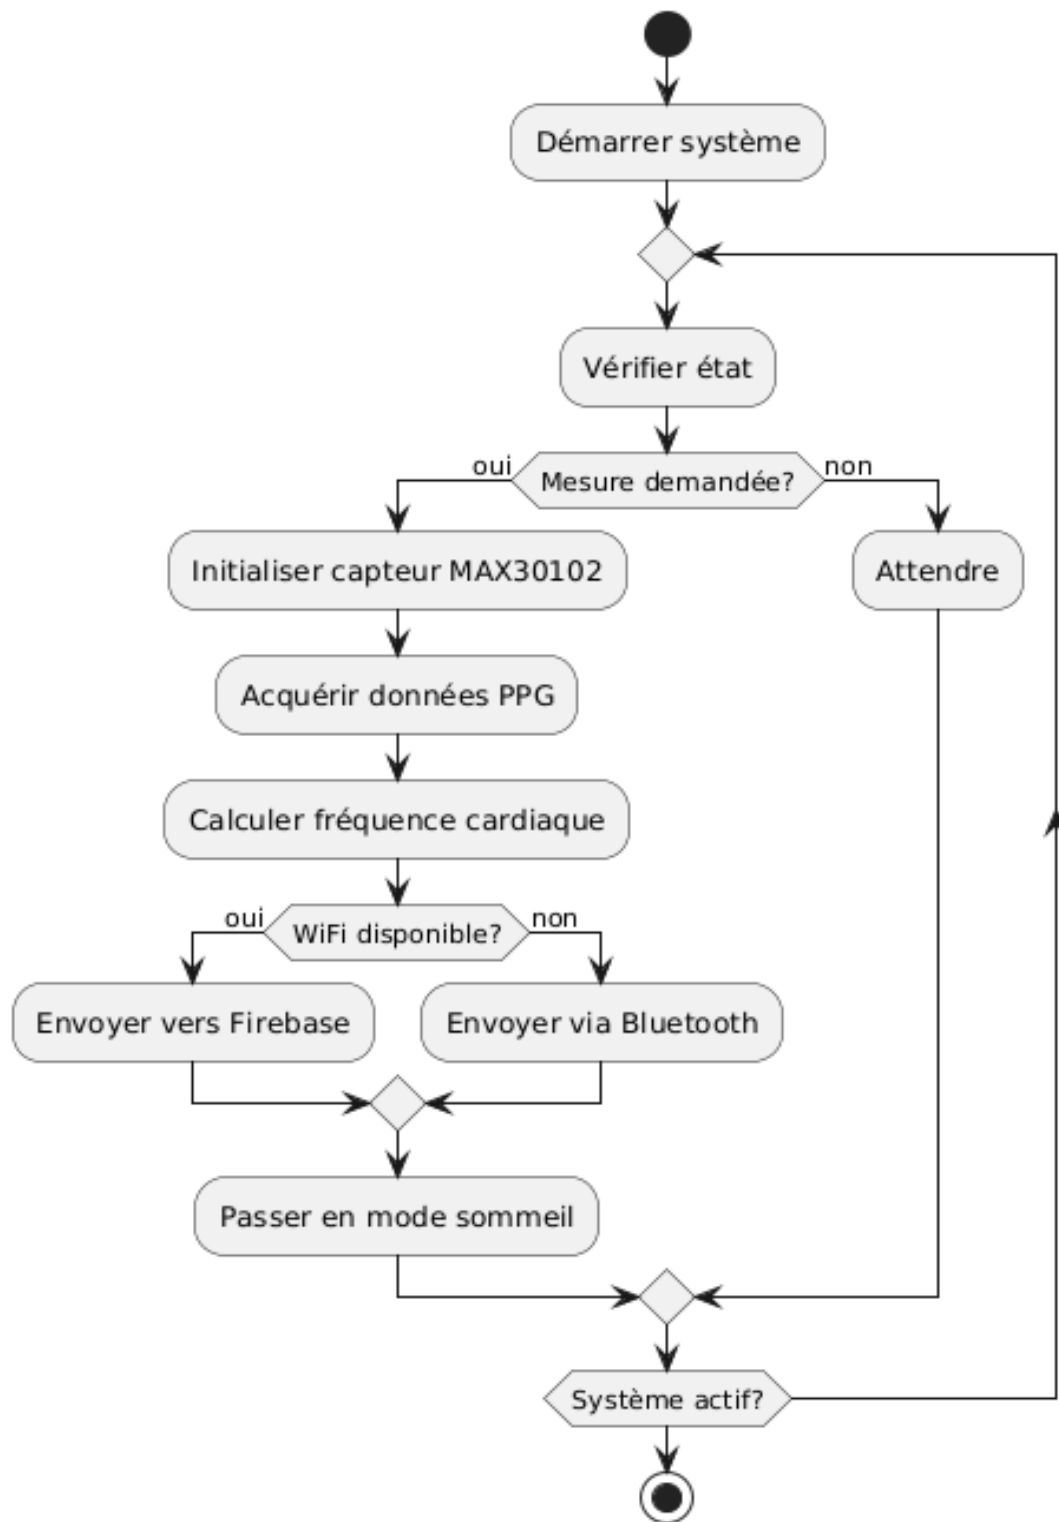 Démarrer système
Vérifier état
oui
Mesure demandée?
non
Initialiser capteur MAX30102
Attendre
Acquérir données PPG
Calculer fréquence cardiaque
oui
WiFi disponible?
non
Envoyer vers Firebase
Envoyer via Bluetooth
Passer en mode sommeil
Système actif?